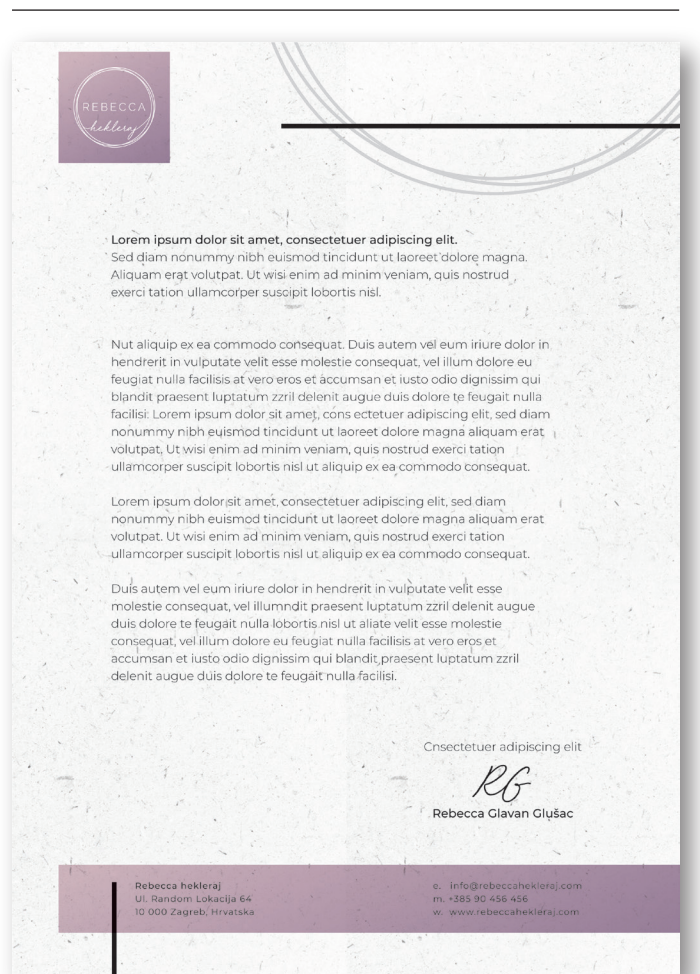 REBECCA
hekleraj
Lorem ipsum dolor sit amet, consectetuer adipiscing elit.
Sed diam nonummy nibh euismod tincidunt ut laoreet dolore magna.
Aliquam erat volutpat. Ut wisi enim ad minim veniam, quis nostrud
exerci tation ullamcorper suscipit lobortis nisl.
Nut aliquip ex ea commodo consequat. Duis autem vel eum iriure dolor in
hendrerit in vulputate velit esse molestie consequat, vel illum dolore eu
feugiat nulla facilisis at vero eros et accumsan et iusto odio dignissim qui
blandit praesent luptatum zzril delenit augue duis dolore te feugait nulla
facilisi. Lorem ipsum dolor sit amet, cons ectetuer adipiscing elit, sed diam
nonummy nibh euismod tincidunt ut laoreet dolore magna aliquam erat
volutpat. Ut wisi enim ad minim veniam, quis nostrud exerci tation
ullamcorper suscipit lobortis nisl ut aliquip ex ea commodo consequat.
Lorem ipsum dolor sit amet, consectetuer adipiscing elit, sed diam
nonummy nibh euismod tincidunt ut laoreet dolore magna aliquam erat
volutpat. Ut wisi enim ad minim veniam, quis nostrud exerci tation
ullamcorper suscipit lobortis nisl ut aliquip ex ea commodo consequat.
Duis autem vel eum iriure dolor in hendrerit in vulputate velit esse
molestie consequat, vel illumndit praesent luptatum zzril delenit augue
duis dolore te feugait nulla lobortis nisl ut aliate velit esse molestie
consequat, vel illum dolore eu feugiat nulla facilisis at vero eros et
accumsan et iusto odio dignissim qui blandit praesent luptatum zzril
delenit augue duis dolore te feugait nulla facilisi.
Cnsectetuer adipiscing elit
RG
Rebecca Glavan Glušac
Rebecca hekleraj
Ul. Random Lokacija 64
10 000 Zagreb, Hrvatska
e. info@rebeccahekleraj.com
m. +385 90 456 456
w. www.rebeccahekleraj.com